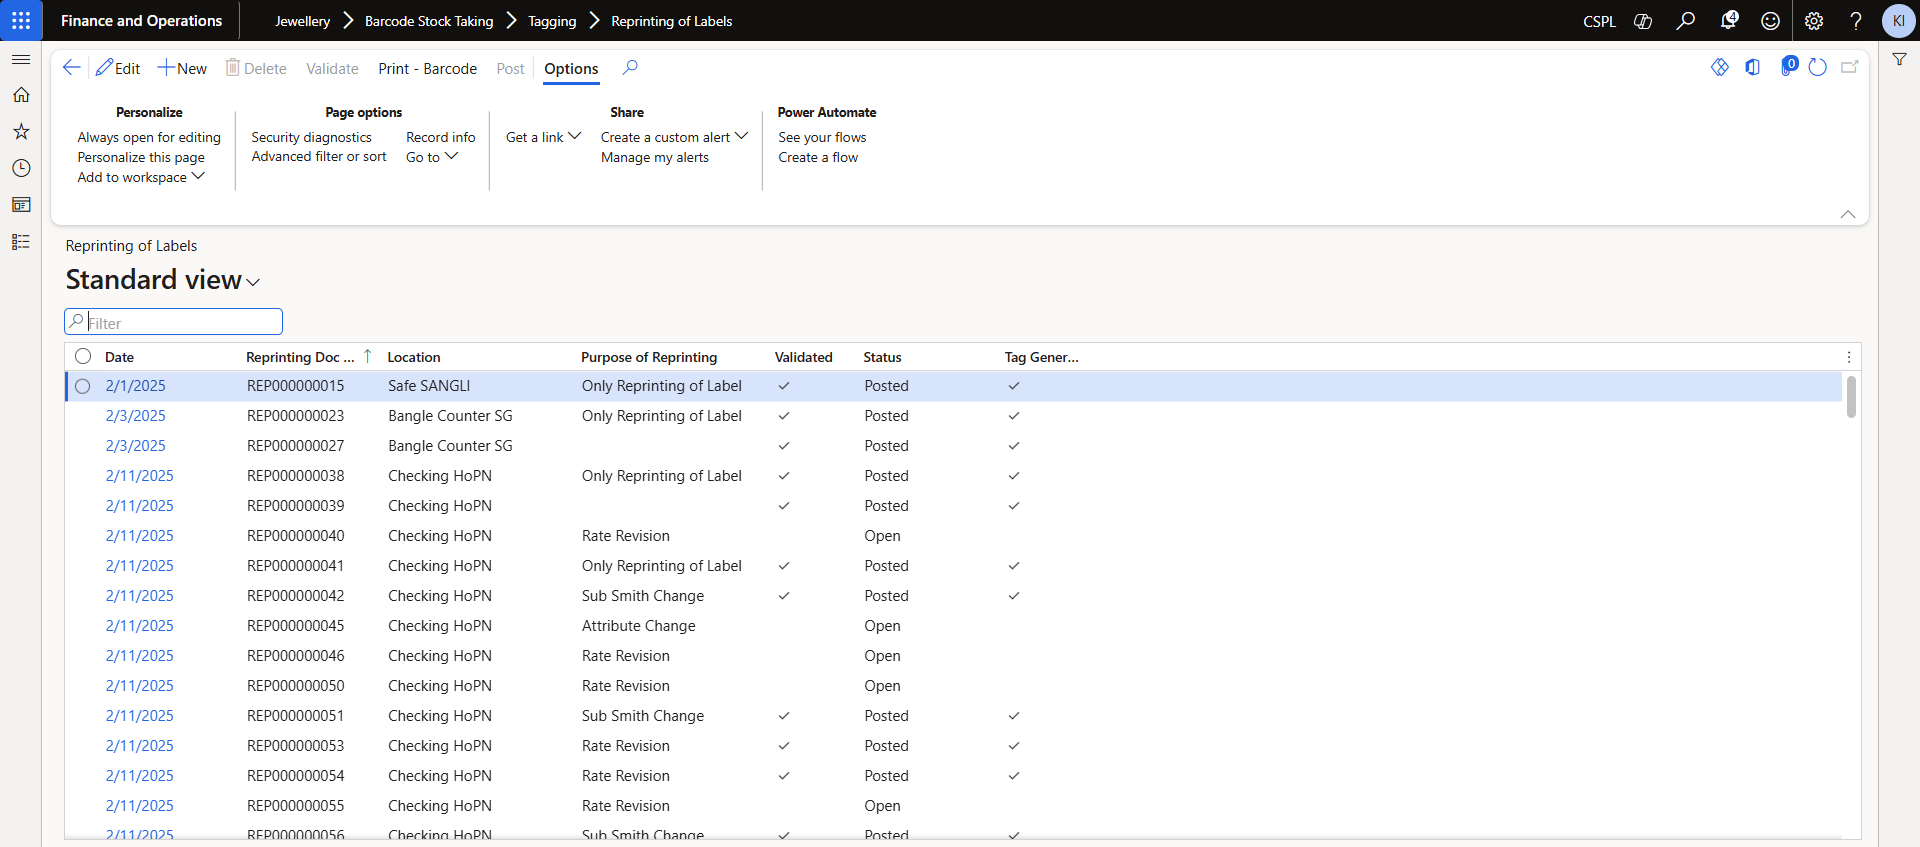 Finance and Operations
Jewellery Barcode Stock Taking Tagging Reprinting of Labels
CSPL
4
KI
Edit New Delete Validate Print - Barcode Post Options
0
Personalize
Always open for editing
Personalize this page
Add to workspace
Page options
Security diagnostics Record info
Advanced filter or sort Go to
Share
Get a link Create a custom alert
Manage my alerts
Power Automate
See your flows
Create a flow
Reprinting of Labels
Standard view
Filter
Date Reprinting Doc ... Location Purpose of Reprinting Validated Status Tag Gener...
2/1/2025 REP000000015 Safe SANGLI Only Reprinting of Label Posted
2/3/2025 REP000000023 Bangle Counter SG Only Reprinting of Label Posted
2/3/2025 REP000000027 Bangle Counter SG Posted
2/11/2025 REP000000038 Checking HoPN Only Reprinting of Label Posted
2/11/2025 REP000000039 Checking HoPN Posted
2/11/2025 REP000000040 Checking HoPN Rate Revision Open
2/11/2025 REP000000041 Checking HoPN Only Reprinting of Label Posted
2/11/2025 REP000000042 Checking HoPN Sub Smith Change Posted
2/11/2025 REP000000045 Checking HoPN Attribute Change Open
2/11/2025 REP000000046 Checking HoPN Rate Revision Open
2/11/2025 REP000000050 Checking HoPN Rate Revision Open
2/11/2025 REP000000051 Checking HoPN Sub Smith Change Posted
2/11/2025 REP000000053 Checking HoPN Rate Revision Posted
2/11/2025 REP000000054 Checking HoPN Rate Revision Posted
2/11/2025 REP000000055 Checking HoPN Rate Revision Open
2/11/2025 REP000000056 Checking HoPN Sub Smith Change Posted